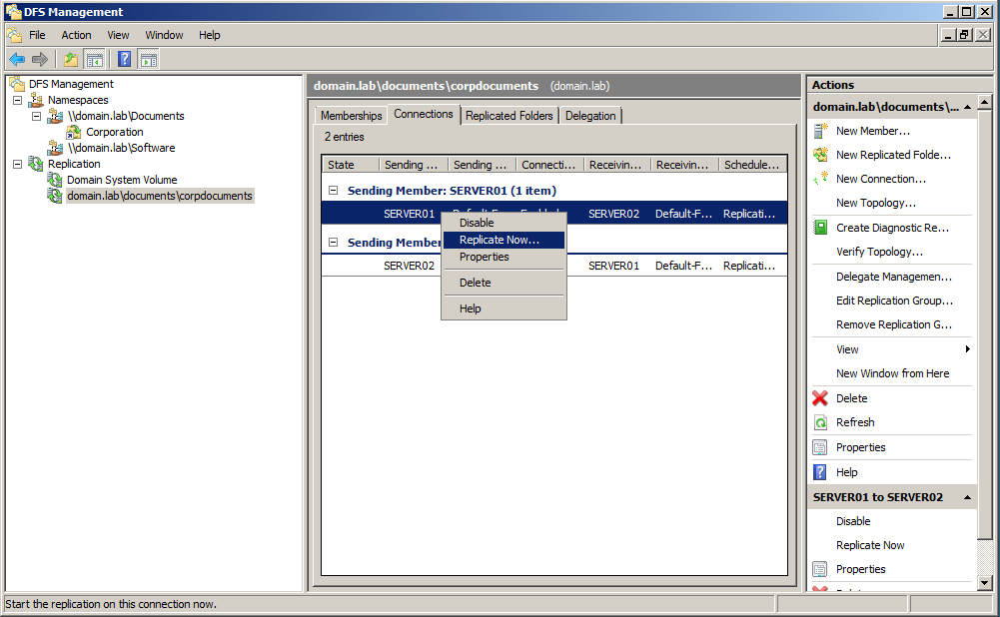 DFS Management
File Action View Window Help
DFS Management
Namespaces
\\domain.lab\Documents
Corporation
\\domain.lab\Software
Replication
Domain System Volume
domain.lab\documents\corpdocuments
domain.lab\documents\corpdocuments (domain.lab)
Memberships Connections Replicated Folders Delegation
2 entries
State Sending ... Sending ... Connecti... Receivin... Receivin... Schedule...
Sending Member: SERVER01 (1 item)
SERVER01 SERVER02 Default-F... Replicati...
Sending Member
SERVER02 SERVER01 Default-F... Replicati...
Disable
Replicate Now...
Properties
Delete
Help
Actions
domain.lab\documents\...
New Member...
New Replicated Folde...
New Connection...
New Topology...
Create Diagnostic Re...
Verify Topology...
Delegate Managemen...
Edit Replication Group...
Remove Replication G...
View
New Window from Here
Delete
Refresh
Properties
Help
SERVER01 to SERVER02
Disable
Replicate Now
Properties
Start the replication on this connection now.